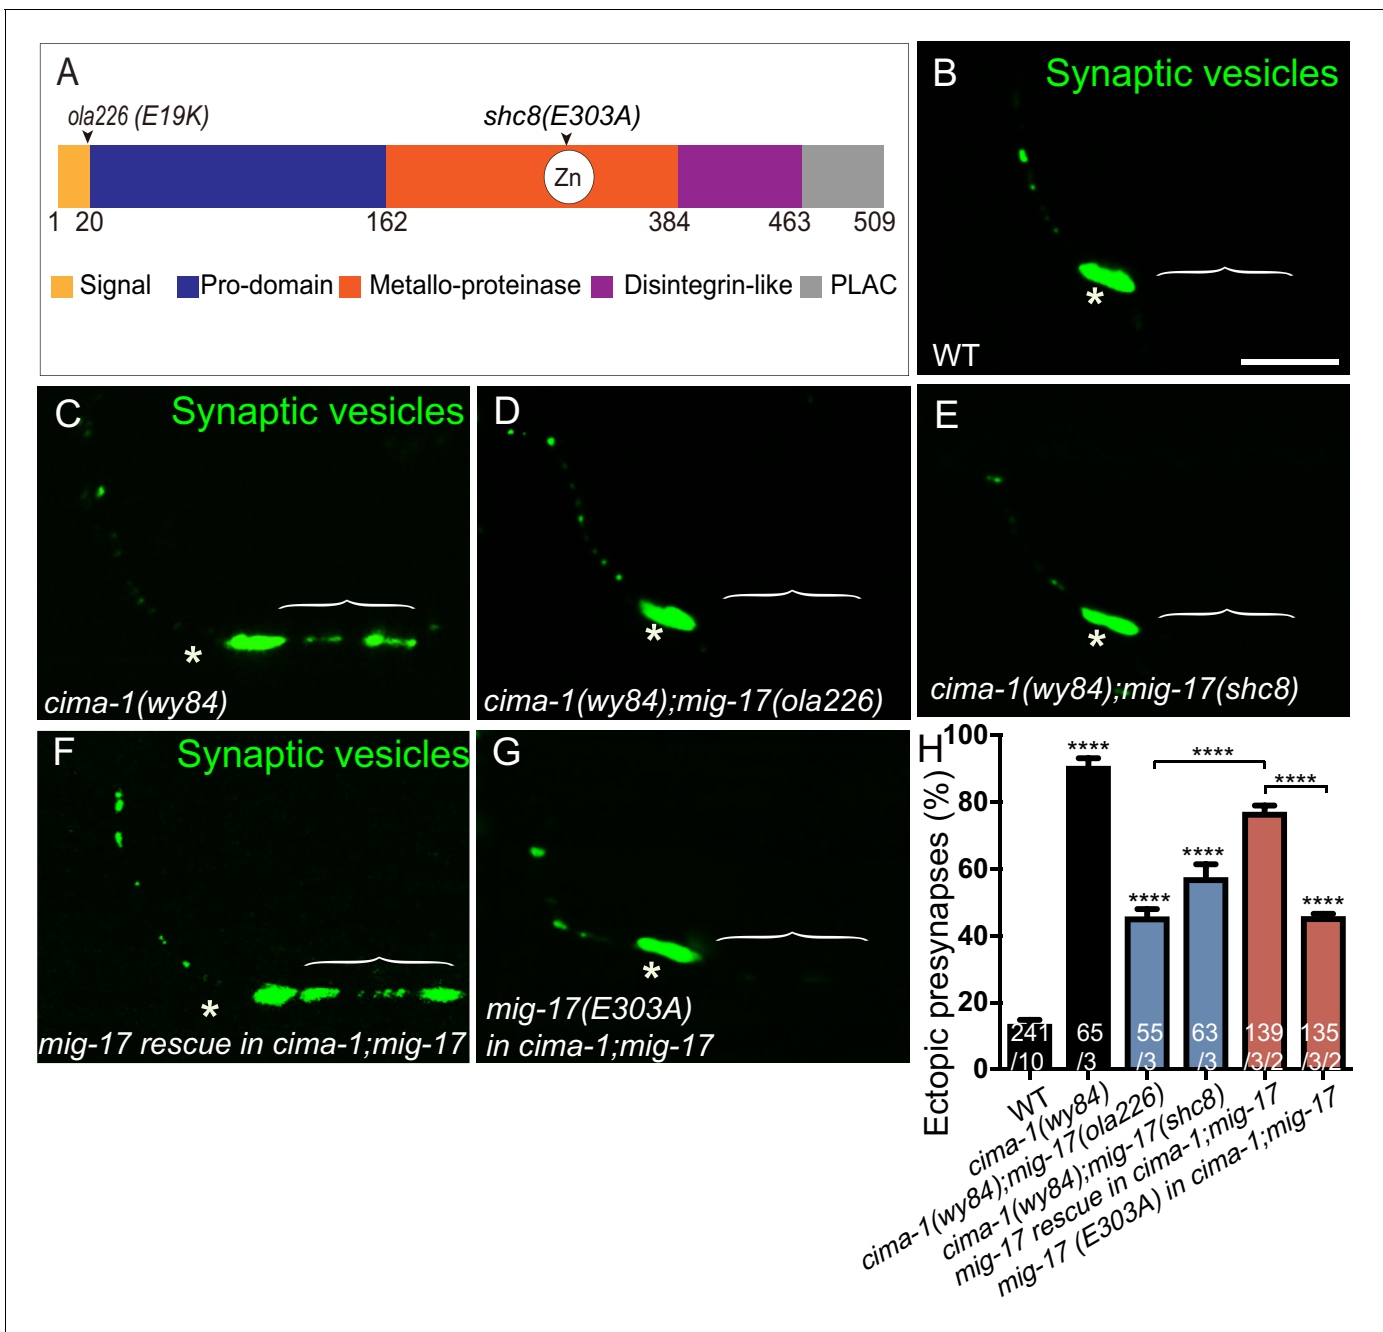 A
ola226 (E19K)
shc8(E303A)
Zn
1 20 162 384 463 509
Signal Pro-domain Metallo-proteinase Disintegrin-like PLAC
B
Synaptic vesicles
*
WT
C
Synaptic vesicles
*
cima-1(wy84)
D
*
cima-1(wy84);mig-17(ola226)
E
*
cima-1(wy84);mig-17(shc8)
F
Synaptic vesicles
*
mig-17 rescue in cima-1;mig-17
G
*
mig-17(E303A)
in cima-1;mig-17
H
Ectopic presynapses (%)
100
80
60
40
20
0
****
****
****
****
****
****
241 65 55 63 139 135
/10 /3 /3 /3 /3/2 /3/2
WT
cima-1(wy84)
cima-1(wy84);mig-17(ola226)
cima-1(wy84);mig-17(shc8)
mig-17 rescue in cima-1;mig-17
mig-17 (E303A) in cima-1;mig-17